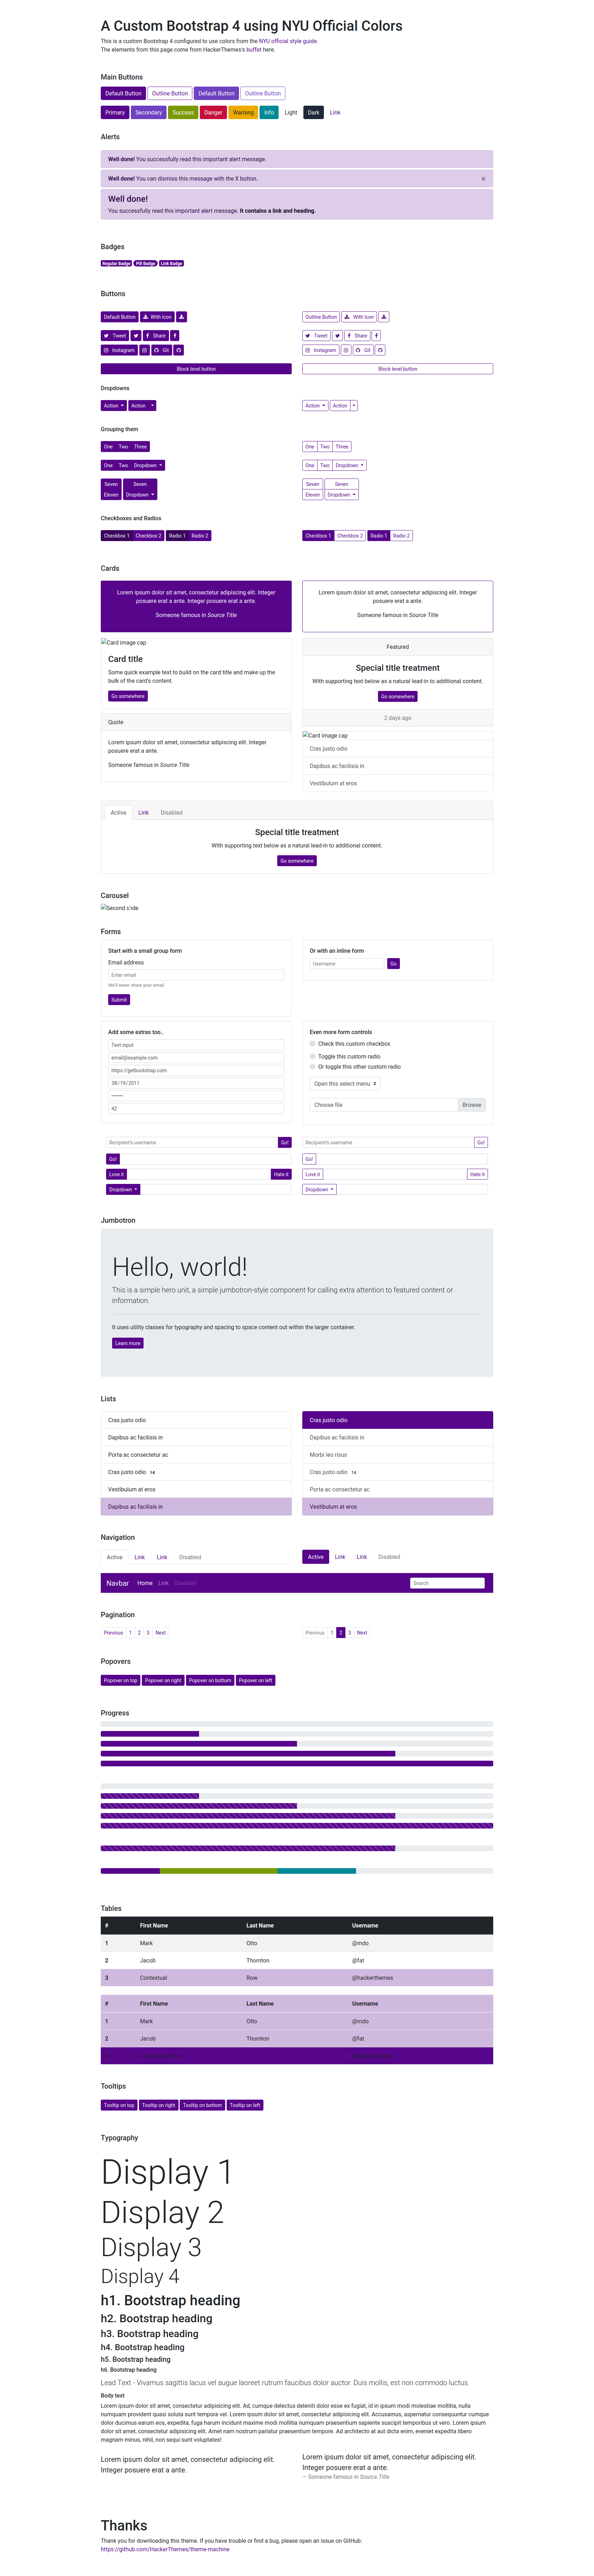 A Custom Bootstrap 4 using NYU Official Colors
This is a custom Bootstrap 4 configured to use colors from the NYU official style guide.
The elements from this page come from HackerThemes's buffet here.
Main Buttons
Default Button Outline Button Default Button Outline Button
Primary Secondary Success Danger Warning Info Light Dark Link
Alerts
Well done! You successfully read this important alert message.
Well done! You can dismiss this message with the X button. ×
Well done!
You successfully read this important alert message. It contains a link and heading.
Badges
Regular Badge Pill Badge Link Badge
Buttons
Default Button With Icon
Outline Button With Icon
Tweet Share
Tweet Share
Instagram Git
Instagram Git
Block level button
Block level button
Dropdowns
Action Action
Action Action
Grouping them
One Two Three
One Two Three
One Two Dropdown
One Two Dropdown
Seven Seven
Eleven Dropdown
Seven Seven
Eleven Dropdown
Checkboxes and Radios
Checkbox 1 Checkbox 2 Radio 1 Radio 2
Checkbox 1 Checkbox 2 Radio 1 Radio 2
Cards
Lorem ipsum dolor sit amet, consectetur adipiscing elit. Integer
posuere erat a ante. Integer posuere erat a ante.
Someone famous in Source Title
Lorem ipsum dolor sit amet, consectetur adipiscing elit. Integer
posuere erat a ante.
Someone famous in Source Title
Card image cap
Card title
Some quick example text to build on the card title and make up the
bulk of the card's content.
Go somewhere
Featured
Special title treatment
With supporting text below as a natural lead-in to additional content.
Go somewhere
2 days ago
Quote
Lorem ipsum dolor sit amet, consectetur adipiscing elit. Integer
posuere erat a ante.
Someone famous in Source Title
Card image cap
Cras justo odio
Dapibus ac facilisis in
Vestibulum at eros
Active Link Disabled
Special title treatment
With supporting text below as a natural lead-in to additional content.
Go somewhere
Carousel
Second slide
Forms
Start with a small group form
Email address
Enter email
We'll never share your email
Submit
Or with an inline form
Username Go
Add some extras too..
Text input
email@example.com
https://getbootstrap.com
08/19/2011
•••••••
42
Even more form controls
Check this custom checkbox
Toggle this custom radio
Or toggle this other custom radio
Open this select menu
Choose file Browse
Recipient's username Go!
Recipient's username Go!
Go!
Go!
Love it Hate it
Love it Hate it
Dropdown
Dropdown
Jumbotron
Hello, world!
This is a simple hero unit, a simple jumbotron-style component for calling extra attention to featured content or
information.
It uses utility classes for typography and spacing to space content out within the larger container.
Learn more
Lists
Cras justo odio
Dapibus ac facilisis in
Porta ac consectetur ac
Cras justo odio 14
Vestibulum at eros
Dapibus ac facilisis in
Cras justo odio
Dapibus ac facilisis in
Morbi leo risus
Cras justo odio 14
Porta ac consectetur ac
Vestibulum at eros
Navigation
Active Link Link Disabled
Active Link Link Disabled
Navbar Home Link Disabled Search
Pagination
Previous 1 2 3 Next
Previous 1 2 3 Next
Popovers
Popover on top Popover on right Popover on bottom Popover on left
Progress
Tables
# First Name Last Name Username
1 Mark Otto @mdo
2 Jacob Thornton @fat
3 Contextual Row @hackerthemes
# First Name Last Name Username
1 Mark Otto @mdo
2 Jacob Thornton @fat
Tooltips
Tooltip on top Tooltip on right Tooltip on bottom Tooltip on left
Typography
Display 1
Display 2
Display 3
Display 4
h1. Bootstrap heading
h2. Bootstrap heading
h3. Bootstrap heading
h4. Bootstrap heading
h5. Bootstrap heading
h6. Bootstrap heading
Lead Text - Vivamus sagittis lacus vel augue laoreet rutrum faucibus dolor auctor. Duis mollis, est non commodo luctus.
Body text
Lorem ipsum dolor sit amet, consectetur adipisicing elit. Ad, cumque delectus deleniti dolor esse ex fugiat, id in ipsum modi molestiae mollitia, nulla
numquam provident quasi soluta sunt tempora vel. Lorem ipsum dolor sit amet, consectetur adipisicing elit. Accusamus, aspernatur consequuntur cumque
dolor ducimus earum eos, expedita, fuga harum incidunt maxime modi mollitia numquam praesentium sapiente suscipit temporibus ut vero. Lorem ipsum
dolor sit amet, consectetur adipisicing elit. Amet nam nostrum pariatur praesentium tempore. Ad architecto at aut dicta enim, eveniet expedita libero
magnam minus, nihil, non sequi sunt voluptas!
Lorem ipsum dolor sit amet, consectetur adipiscing elit.
Integer posuere erat a ante.
Lorem ipsum dolor sit amet, consectetur adipiscing elit.
Integer posuere erat a ante.
— Someone famous in Source Title
Thanks
Thank you for downloading this theme. If you have trouble or find a bug, please open an issue on GitHub:
https://github.com/HackerThemes/theme-machine